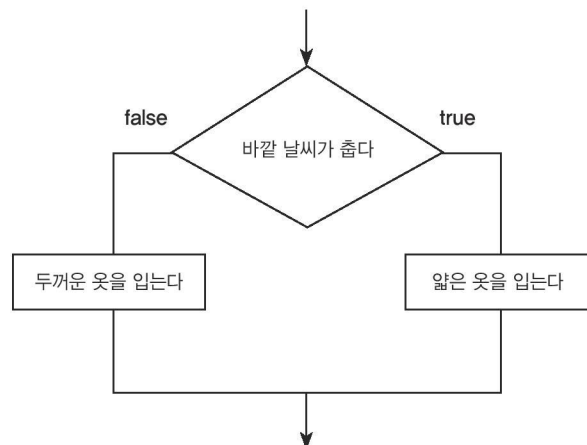 false
true
바깥 날씨가 춥다
두꺼운 옷을 입는다
얇은 옷을 입는다